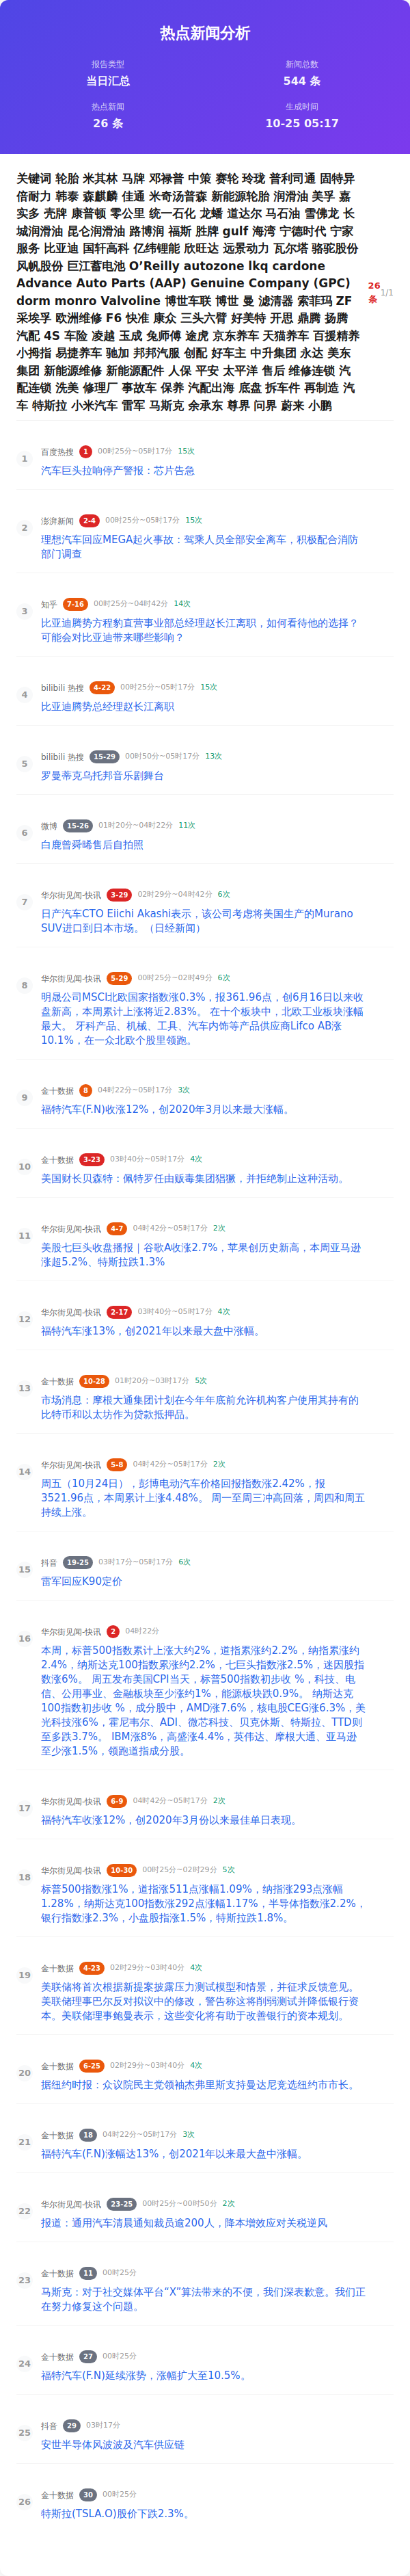 热点新闻分析
报告类型
当日汇总
新闻总数
544 条
热点新闻
26 条
生成时间
10-25 05:17
关键词 轮胎 米其林 马牌 邓禄普 中策 赛轮 玲珑 普利司通 固特异
倍耐力 韩泰 森麒麟 佳通 米奇汤普森 新能源轮胎 润滑油 美孚 嘉
实多 壳牌 康普顿 零公里 统一石化 龙蟠 道达尔 马石油 雪佛龙 长
城润滑油 昆仑润滑油 路博润 福斯 胜牌 gulf 海湾 宁德时代 宁家
服务 比亚迪 国轩高科 亿纬锂能 欣旺达 远景动力 瓦尔塔 骆驼股份
风帆股份 巨江蓄电池 O’Reilly autozone lkq cardone
Advance Auto Parts (AAP) Genuine Company (GPC)
dorm monro Valvoline 博世车联 博世 曼 滤清器 索菲玛 ZF
采埃孚 欧洲维修 F6 快准 康众 三头六臂 好美特 开思 鼎腾 扬腾
汽配 4S 车险 凌越 玉成 兔师傅 途虎 京东养车 天猫养车 百援精养
小拇指 易捷养车 驰加 邦邦汽服 创配 好车主 中升集团 永达 美东
集团 新能源维修 新能源配件 人保 平安 太平洋 售后 维修连锁 汽
配连锁 洗美 修理厂 事故车 保养 汽配出海 底盘 拆车件 再制造 汽
车 特斯拉 小米汽车 雷军 马斯克 余承东 尊界 问界 蔚来 小鹏
26
条
1/1
1
百度热搜 1 00时25分~05时17分 15次
汽车巨头拉响停产警报：芯片告急
2
澎湃新闻 2-4 00时25分~05时17分 15次
理想汽车回应MEGA起火事故：驾乘人员全部安全离车，积极配合消防
部门调查
3
知乎 7-16 00时25分~04时42分 14次
比亚迪腾势方程豹直营事业部总经理赵长江离职，如何看待他的选择？
可能会对比亚迪带来哪些影响？
4
bilibili 热搜 4-22 00时25分~05时17分 15次
比亚迪腾势总经理赵长江离职
5
bilibili 热搜 15-29 00时50分~05时17分 13次
罗曼蒂克乌托邦音乐剧舞台
6
微博 15-26 01时20分~04时22分 11次
白鹿曾舜晞售后自拍照
7
华尔街见闻-快讯 3-29 02时29分~04时42分 6次
日产汽车CTO Eiichi Akashi表示，该公司考虑将美国生产的Murano
SUV进口到日本市场。（日经新闻）
8
华尔街见闻-快讯 5-29 00时25分~02时49分 6次
明晟公司MSCI北欧国家指数涨0.3%，报361.96点，创6月16日以来收
盘新高，本周累计上涨将近2.83%。 在十个板块中，北欧工业板块涨幅
最大。 牙科产品、机械、工具、汽车内饰等产品供应商Lifco AB涨
10.1%，在一众北欧个股里领跑。
9
金十数据 8 04时22分~05时17分 3次
福特汽车(F.N)收涨12%，创2020年3月以来最大涨幅。
10
金十数据 3-23 03时40分~05时17分 4次
美国财长贝森特：佩特罗任由贩毒集团猖獗，并拒绝制止这种活动。
11
华尔街见闻-快讯 4-7 04时42分~05时17分 2次
美股七巨头收盘播报｜谷歌A收涨2.7%，苹果创历史新高，本周亚马逊
涨超5.2%、特斯拉跌1.3%
12
华尔街见闻-快讯 2-17 03时40分~05时17分 4次
福特汽车涨13%，创2021年以来最大盘中涨幅。
13
金十数据 10-28 01时20分~03时17分 5次
市场消息：摩根大通集团计划在今年年底前允许机构客户使用其持有的
比特币和以太坊作为贷款抵押品。
14
华尔街见闻-快讯 5-8 04时42分~05时17分 2次
周五（10月24日），彭博电动汽车价格回报指数涨2.42%，报
3521.96点，本周累计上涨4.48%。 周一至周三冲高回落，周四和周五
持续上涨。
15
抖音 19-25 03时17分~05时17分 6次
雷军回应K90定价
16
华尔街见闻-快讯 2 04时22分
本周，标普500指数累计上涨大约2%，道指累涨约2.2%，纳指累涨约
2.4%，纳斯达克100指数累涨约2.2%，七巨头指数涨2.5%，迷因股指
数涨6%。 周五发布美国CPI当天，标普500指数初步收 %，科技、电
信、公用事业、金融板块至少涨约1%，能源板块跌0.9%。 纳斯达克
100指数初步收 %，成分股中，AMD涨7.6%，核电股CEG涨6.3%，美
光科技涨6%，霍尼韦尔、ADI、微芯科技、贝克休斯、特斯拉、TTD则
至多跌3.7%。 IBM涨8%，高盛涨4.4%，英伟达、摩根大通、亚马逊
至少涨1.5%，领跑道指成分股。
17
华尔街见闻-快讯 6-9 04时42分~05时17分 2次
福特汽车收涨12%，创2020年3月份以来最佳单日表现。
18
华尔街见闻-快讯 10-30 00时25分~02时29分 5次
标普500指数涨1%，道指涨511点涨幅1.09%，纳指涨293点涨幅
1.28%，纳斯达克100指数涨292点涨幅1.17%，半导体指数涨2.2%，
银行指数涨2.3%，小盘股指涨1.5%，特斯拉跌1.8%。
19
金十数据 4-23 02时29分~03时40分 4次
美联储将首次根据新提案披露压力测试模型和情景，并征求反馈意见。
美联储理事巴尔反对拟议中的修改，警告称这将削弱测试并降低银行资
本。美联储理事鲍曼表示，这些变化将有助于改善银行的资本规划。
20
金十数据 6-25 02时29分~03时40分 4次
据纽约时报：众议院民主党领袖杰弗里斯支持曼达尼竞选纽约市市长。
21
金十数据 18 04时22分~05时17分 3次
福特汽车(F.N)涨幅达13%，创2021年以来最大盘中涨幅。
22
华尔街见闻-快讯 23-25 00时25分~00时50分 2次
报道：通用汽车清晨通知裁员逾200人，降本增效应对关税逆风
23
金十数据 11 00时25分
马斯克：对于社交媒体平台“X”算法带来的不便，我们深表歉意。我们正
在努力修复这个问题。
24
金十数据 27 00时25分
福特汽车(F.N)延续涨势，涨幅扩大至10.5%。
25
抖音 29 03时17分
安世半导体风波波及汽车供应链
26
金十数据 30 00时25分
特斯拉(TSLA.O)股价下跌2.3%。